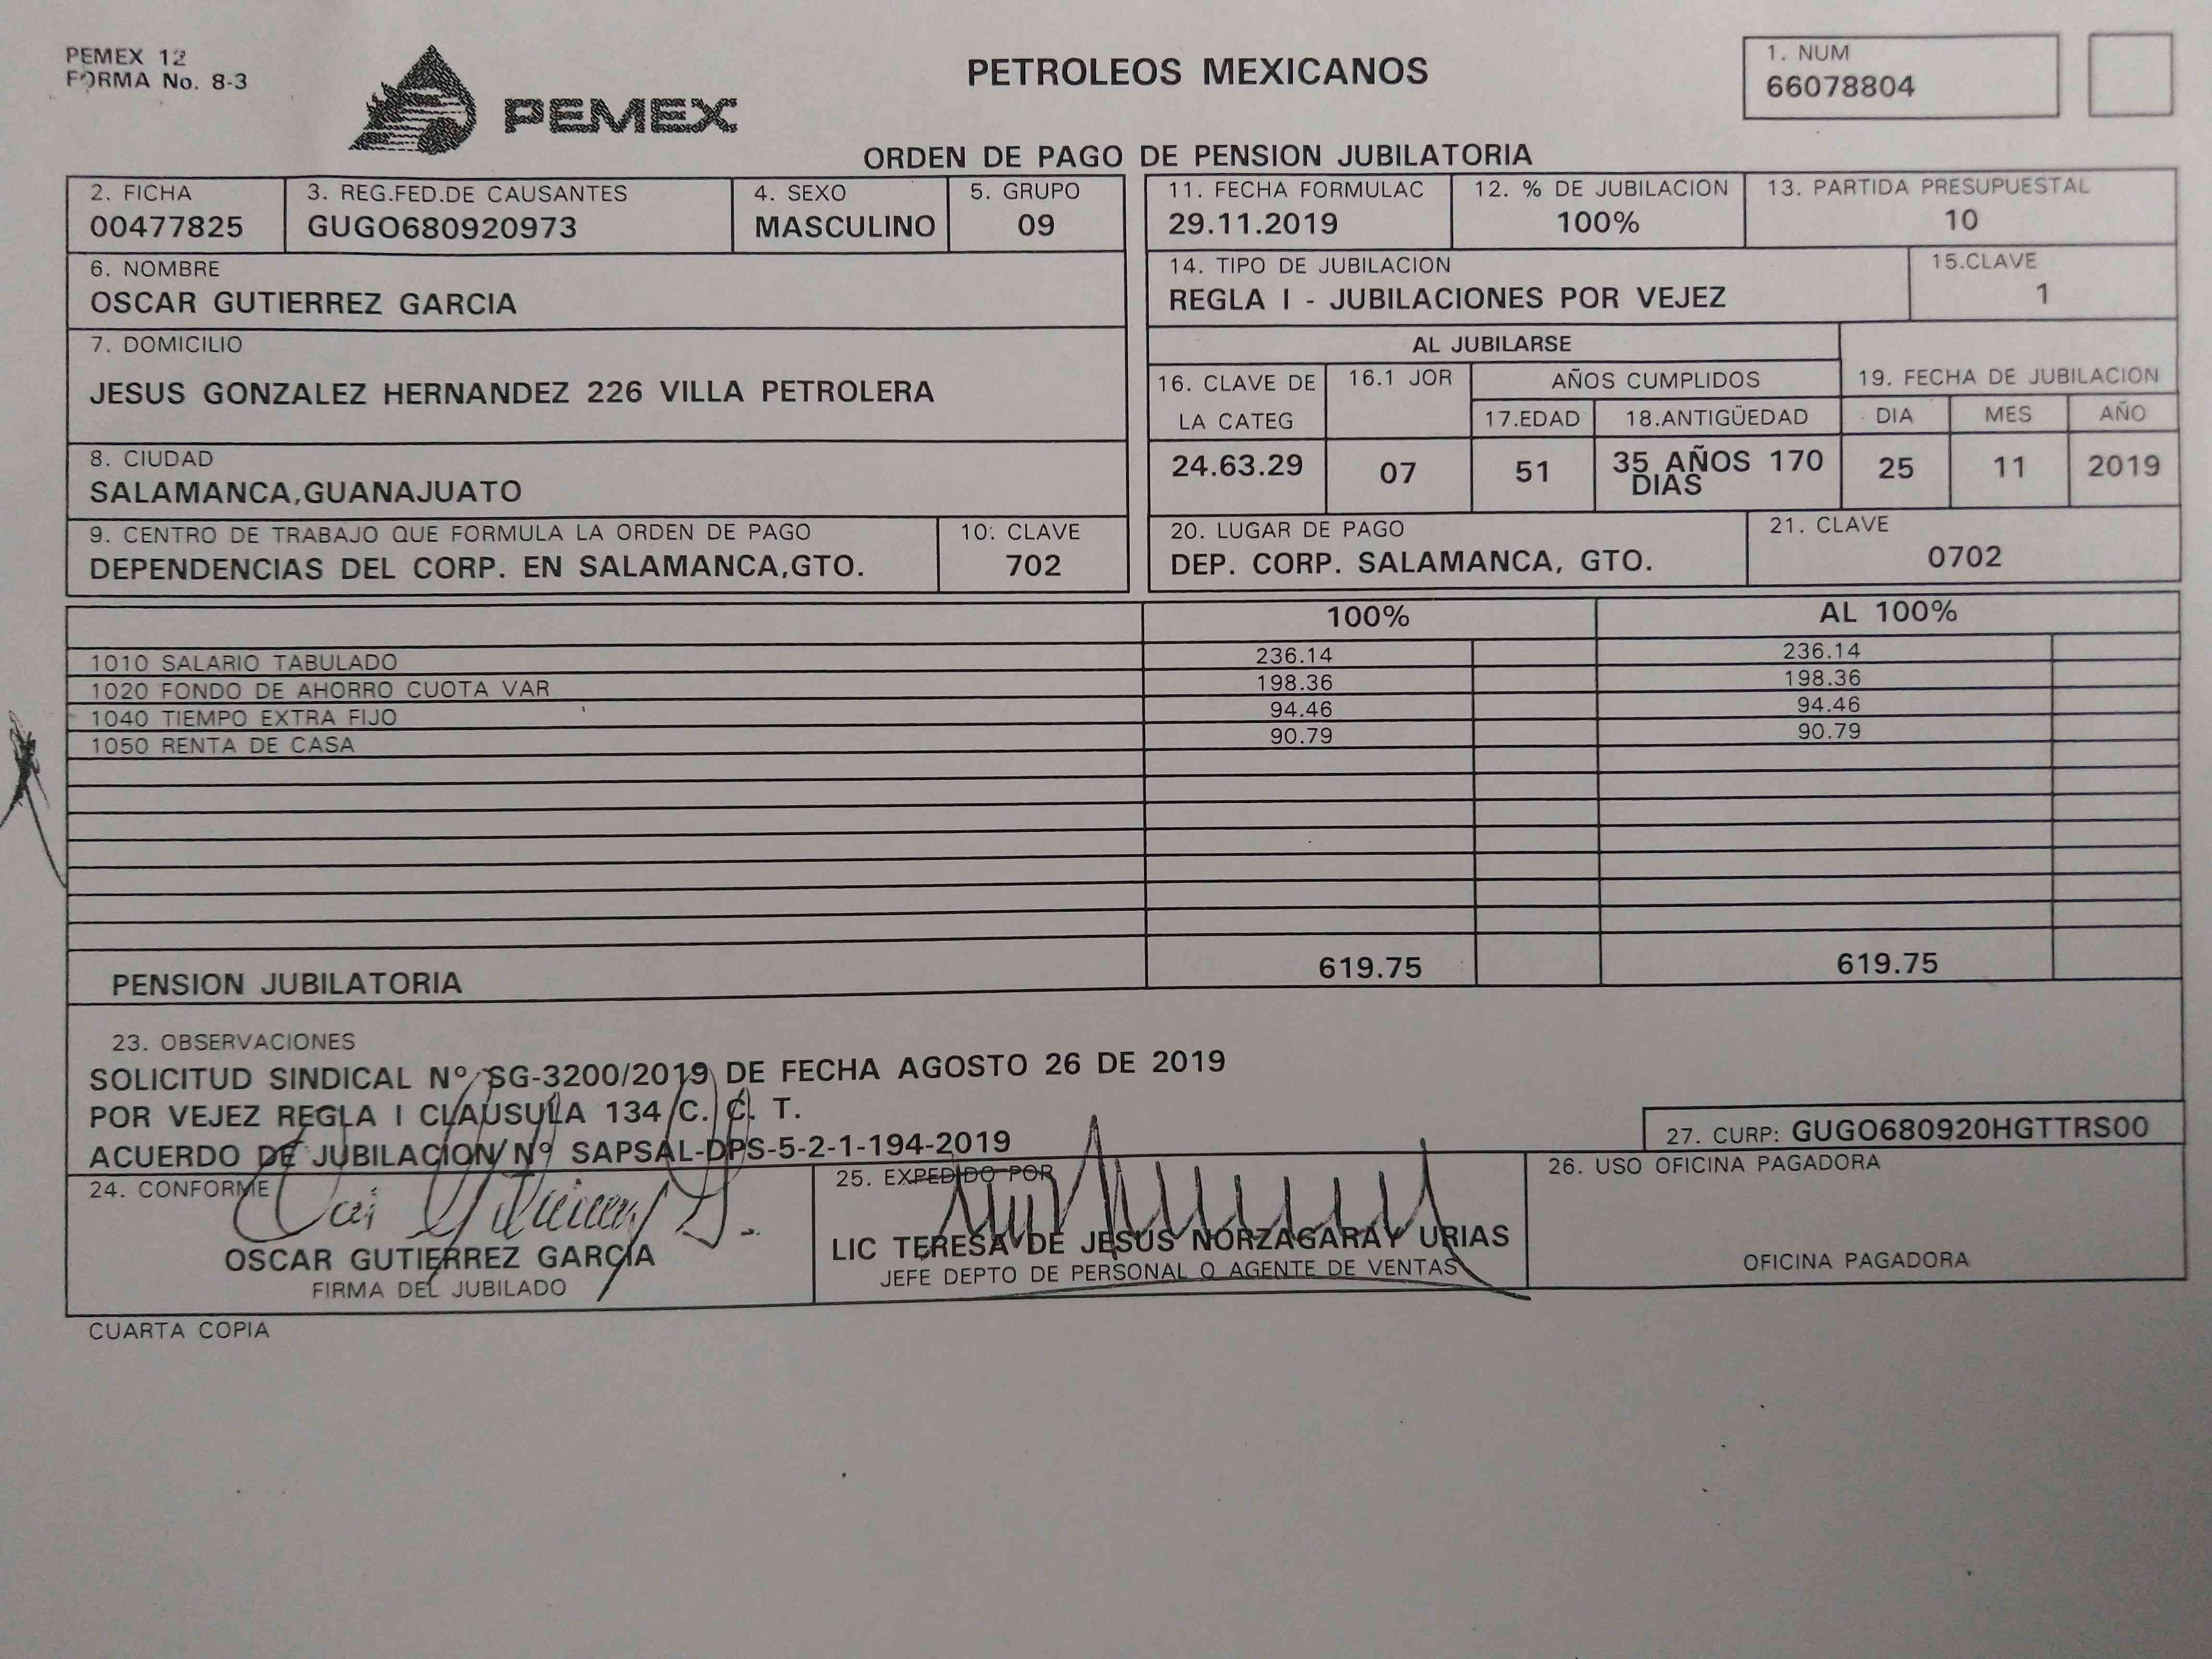 PEMEX 12
FORMA No. 8-3
PEMEX
PETROLEOS MEXICANOS
1. NUM
66078804
ORDEN DE PAGO DE PENSION JUBILATORIA
2. FICHA
00477825
3. REG.FED.DE CAUSANTES
GUGO680920973
4. SEXO
MASCULINO
5. GRUPO
09
11. FECHA FORMULAC
29.11.2019
12. % DE JUBILACION
100%
13. PARTIDA PRESUPUESTAL
10
6. NOMBRE
OSCAR GUTIERREZ GARCIA
14. TIPO DE JUBILACION
REGLA I - JUBILACIONES POR VEJEZ
15.CLAVE
1
7. DOMICILIO
JESUS GONZALEZ HERNANDEZ 226 VILLA PETROLERA
AL JUBILARSE
16. CLAVE DE
LA CATEG
16.1 JOR
AÑOS CUMPLIDOS
17.EDAD
18.ANTIGÜEDAD
19. FECHA DE JUBILACION
DIA
MES
AÑO
8. CIUDAD
SALAMANCA,GUANAJUATO
24.63.29
07
51
35 AÑOS 170
DIAS
25
11
2019
9. CENTRO DE TRABAJO QUE FORMULA LA ORDEN DE PAGO
DEPENDENCIAS DEL CORP. EN SALAMANCA,GTO.
10: CLAVE
702
20. LUGAR DE PAGO
DEP. CORP. SALAMANCA, GTO.
21. CLAVE
0702
100%
AL 100%
1010 SALARIO TABULADO 236.14 236.14
1020 FONDO DE AHORRO CUOTA VAR 198.36 198.36
1040 TIEMPO EXTRA FIJO 94.46 94.46
1050 RENTA DE CASA 90.79 90.79
PENSION JUBILATORIA 619.75 619.75
23. OBSERVACIONES
SOLICITUD SINDICAL Nº SG-3200/2019 DE FECHA AGOSTO 26 DE 2019
POR VEJEZ REGLA I CLAUSULA 134 C. C. T.
ACUERDO DE JUBILACION Nº SAPSAL-DPS-5-2-1-194-2019
27. CURP: GUGO680920HGTTRS00
24. CONFORME
OSCAR GUTIERREZ GARCIA
FIRMA DEL JUBILADO
25. EXPEDIDO POR
LIC TERESA DE JESUS NORZAGARAY URIAS
JEFE DEPTO DE PERSONAL O AGENTE DE VENTAS
26. USO OFICINA PAGADORA
OFICINA PAGADORA
CUARTA COPIA